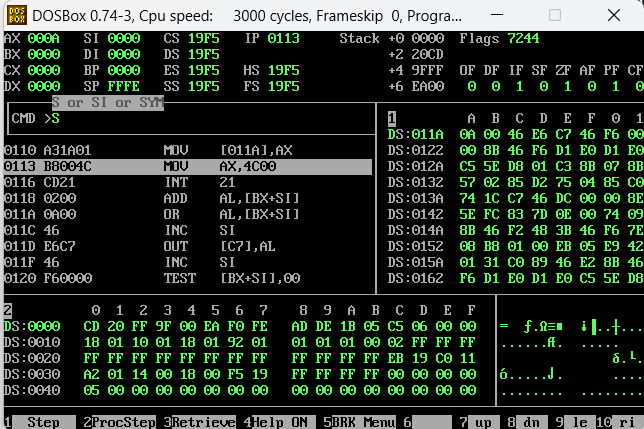 DOSBox 0.74-3, Cpu speed:    3000 cycles, Frameskip  0, Progra...
AX 000A   SI 0000   CS 19F5   IP 0113   Stack +0 0000   Flags 7244
BX 0000   DI 0000   DS 19F5             +2 20CD
CX 0000   BP 0000   ES 19F5   HS 19F5   +4 9FFF   OF DF IF SF ZF AF PF CF
DX 0000   SP FFFE   SS 19F5   FS 19F5   +6 EA00    0  0  1  0  1  0  1  0
S or SI or SYM
CMD >S
1   A  B  C  D  E  F  0  1
DS:011A  0A 00 46 E6 C7 46 F6 00
0110 A31A01   MOV   [011A],AX   DS:0122  00 8B 46 F6 D1 E0 D1 E0
0113 B8004C   MOV   AX,4C00   DS:012A  C5 5E D8 01 C3 8B 07 8B
0116 CD21   INT   21   DS:0132  57 02 85 D2 75 04 85 C0
0118 0200   ADD   AL,[BX+SI]   DS:013A  74 1C C7 46 DC 00 00 8E
011A 0A00   OR   AL,[BX+SI]   DS:0142  5E FC 83 7D 0E 00 74 09
011C 46   INC   SI   DS:014A  8B 46 F2 48 3B 46 F6 7E
011D E6C7   OUT   [C7],AL   DS:0152  08 B8 01 00 EB 05 E9 42
011F 46   INC   SI   DS:015A  01 31 C0 89 46 E2 8B 46
0120 F60000   TEST   [BX+SI],00   DS:0162  F6 D1 E0 D1 E0 C5 5E D8
2   0  1  2  3  4  5  6  7   8  9  A  B  C  D  E  F
DS:0000  CD 20 FF 9F 00 EA F0 FE  AD DE 1B 05 C5 06 00 00   = ƒ.Ω≡■ ¡▐..┼...
DS:0010  18 01 10 01 18 01 92 01  01 01 01 00 02 FF FF FF   ......Æ. .....
DS:0020  FF FF FF FF FF FF FF FF  FF FF FF FF EB 19 C0 11   δ.└.
DS:0030  A2 01 14 00 18 00 F5 19  FF FF FF FF 00 00 00 00   ó.....⌡. ....
DS:0040  05 00 00 00 00 00 00 00  00 00 00 00 00 00 00 00   ........ ........
1 Step  2ProcStep 3Retrieve 4Help ON  5BRK Menu 6  7 up  8 dn  9 le  10 ri